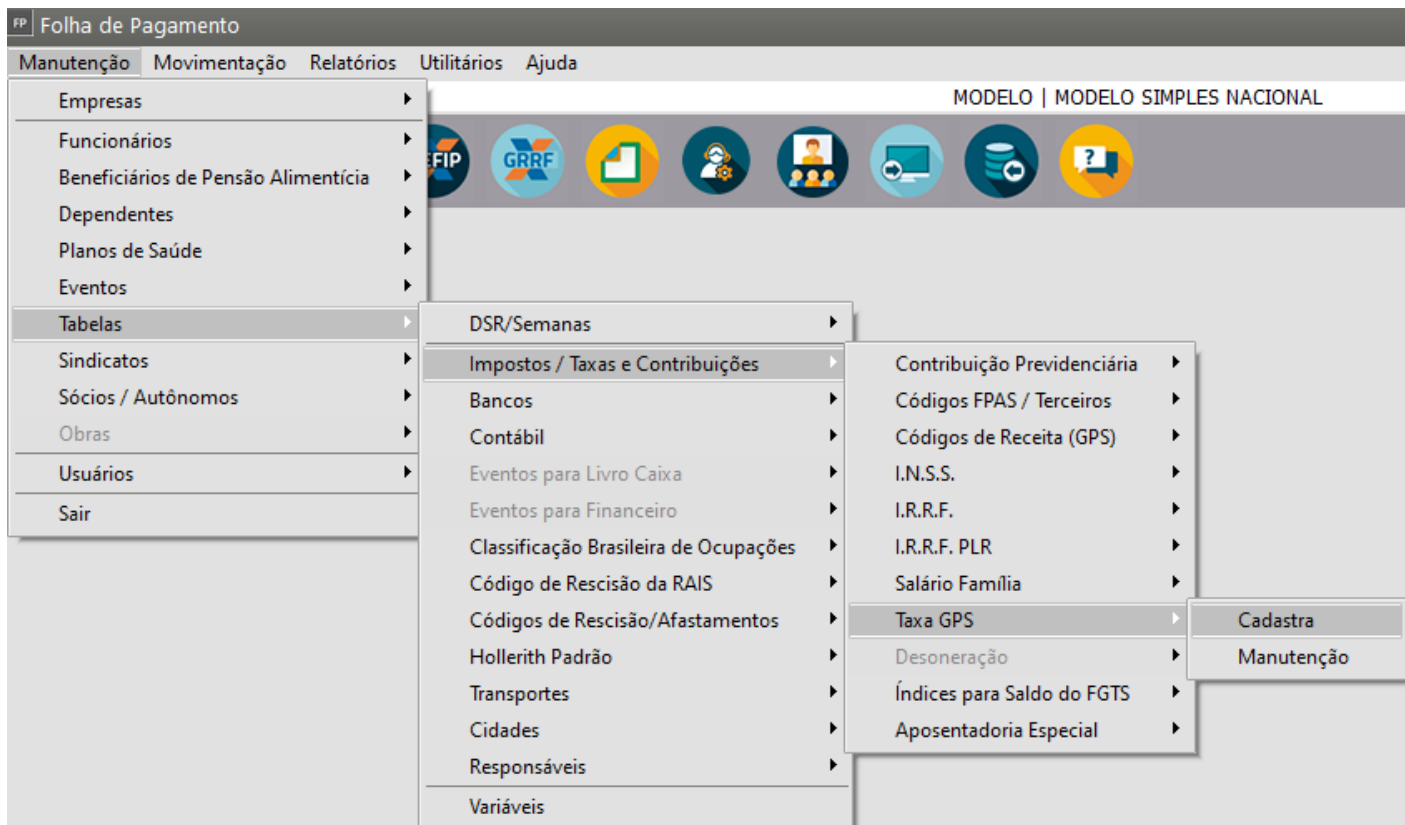 FP Folha de Pagamento
Manutenção Movimentação Relatórios Utilitários Ajuda
MODELO | MODELO SIMPLES NACIONAL
EFIP
GRRF
?
Empresas
Funcionários
Beneficiários de Pensão Alimentícia
Dependentes
Planos de Saúde
Eventos
Tabelas
Sindicatos
Sócios / Autônomos
Obras
Usuários
Sair
DSR/Semanas
Impostos / Taxas e Contribuições
Bancos
Contábil
Eventos para Livro Caixa
Eventos para Financeiro
Classificação Brasileira de Ocupações
Código de Rescisão da RAIS
Códigos de Rescisão/Afastamentos
Hollerith Padrão
Transportes
Cidades
Responsáveis
Variáveis
Contribuição Previdenciária
Códigos FPAS / Terceiros
Códigos de Receita (GPS)
I.N.S.S.
I.R.R.F.
I.R.R.F. PLR
Salário Família
Taxa GPS
Desoneração
Índices para Saldo do FGTS
Aposentadoria Especial
Cadastra
Manutenção